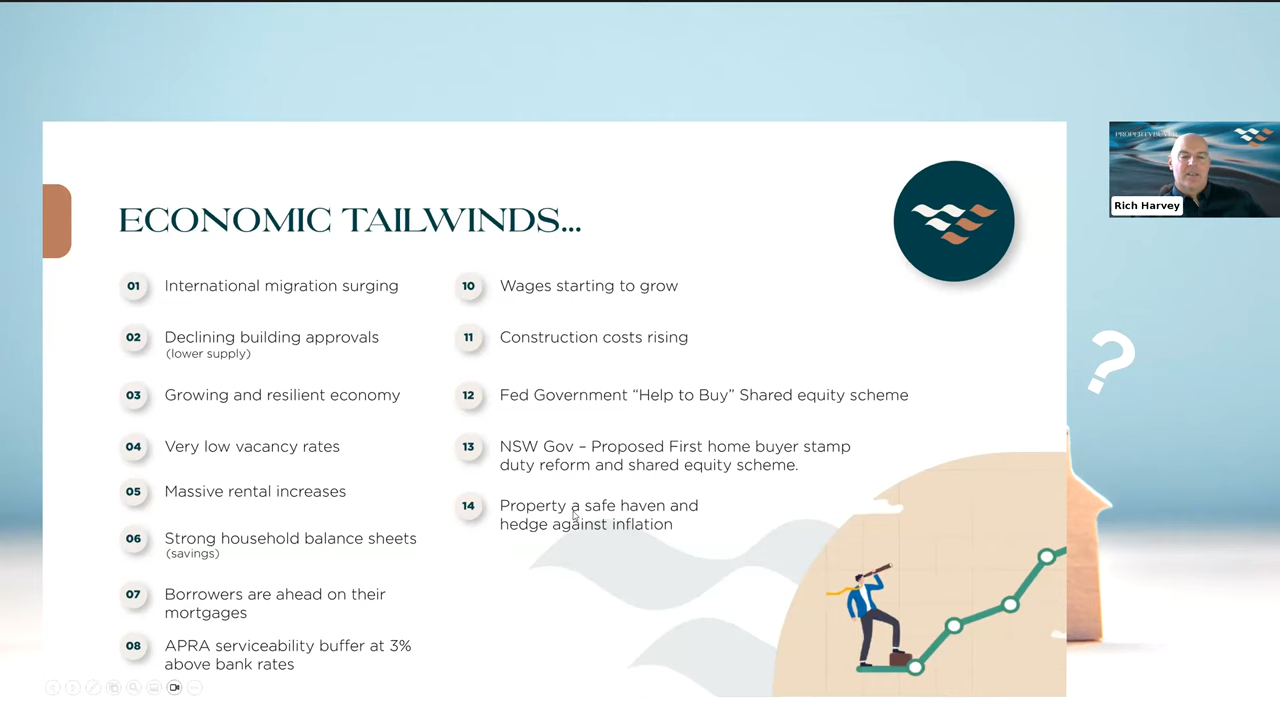 ECONOMIC TAILWINDS...
01 International migration surging
02 Declining building approvals
(lower supply)
03 Growing and resilient economy
04 Very low vacancy rates
05 Massive rental increases
06 Strong household balance sheets
(savings)
07 Borrowers are ahead on their
mortgages
08 APRA serviceability buffer at 3%
above bank rates
10 Wages starting to grow
11 Construction costs rising
12 Fed Government “Help to Buy” Shared equity scheme
13 NSW Gov – Proposed First home buyer stamp
duty reform and shared equity scheme.
14 Property a safe haven and
hedge against inflation
?
PROPERTYBUYER
Rich Harvey